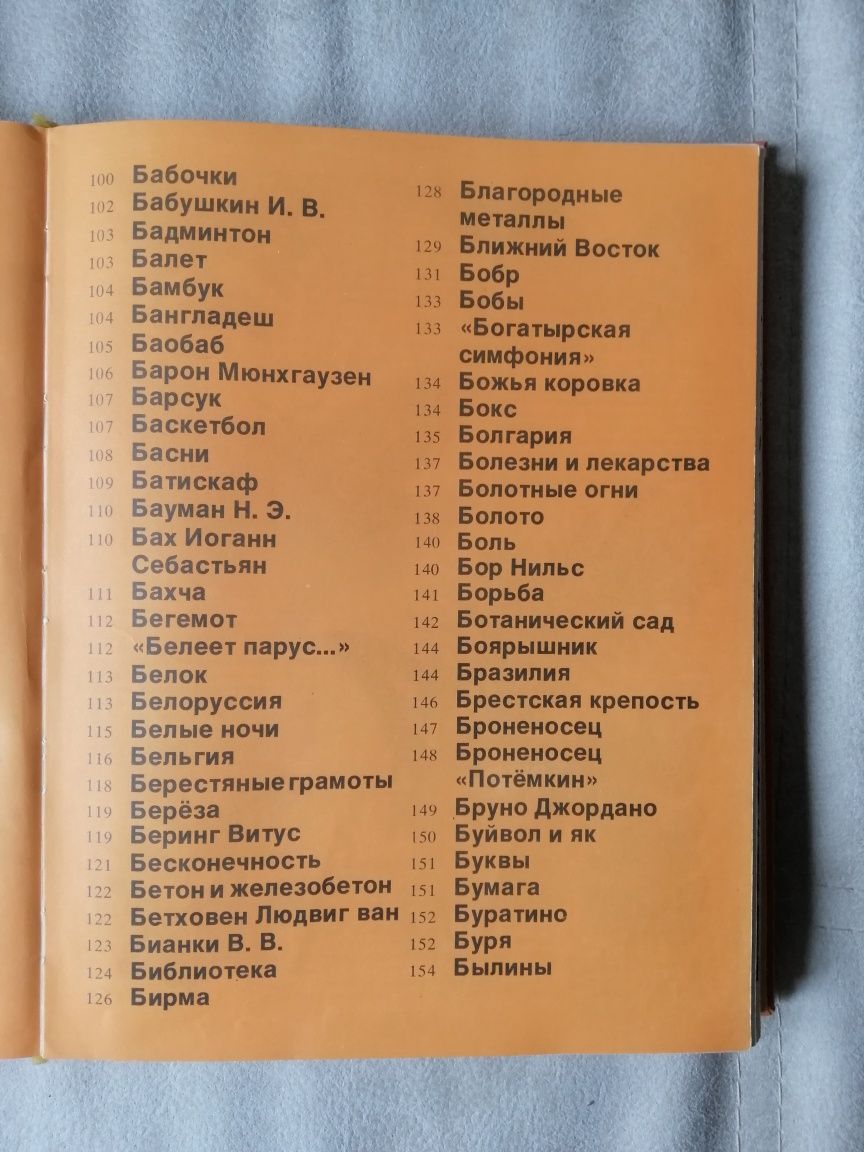 100 Бабочки
102 Бабушкин И. В.
103 Бадминтон
103 Балет
104 Бамбук
104 Бангладеш
105 Баобаб
106 Барон Мюнхгаузен
107 Барсук
107 Баскетбол
108 Басни
109 Батискаф
110 Бауман Н. Э.
110 Бах Иоганн
Себастьян
111 Бахча
112 Бегемот
112 «Белеет парус...»
113 Белок
113 Белоруссия
115 Белые ночи
116 Бельгия
118 Берестяные грамоты
119 Берёза
119 Беринг Витус
121 Бесконечность
122 Бетон и железобетон
122 Бетховен Людвиг ван
123 Бианки В. В.
124 Библиотека
126 Бирма
128 Благородные
металлы
129 Ближний Восток
131 Бобр
133 Бобы
133 «Богатырская
симфония»
134 Божья коровка
134 Бокс
135 Болгария
137 Болезни и лекарства
137 Болотные огни
138 Болото
140 Боль
140 Бор Нильс
141 Борьба
142 Ботанический сад
144 Боярышник
144 Бразилия
146 Брестская крепость
147 Броненосец
148 Броненосец
«Потёмкин»
149 Бруно Джордано
150 Буйвол и як
151 Буквы
151 Бумага
152 Буратино
152 Буря
154 Былины